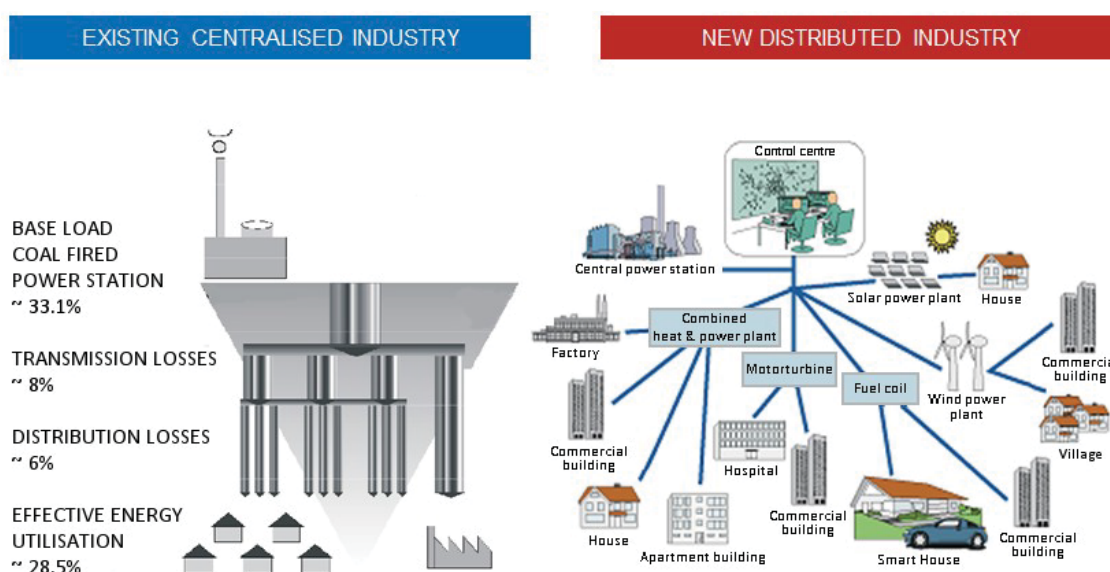 EXISTING CENTRALISED INDUSTRY
BASE LOAD
COAL FIRED
POWER STATION
~ 33.1%
TRANSMISSION LOSSES
~ 8%
DISTRIBUTION LOSSES
~ 6%
EFFECTIVE ENERGY
UTILISATION
~ 28.5%
NEW DISTRIBUTED INDUSTRY
Control centre
Central power station
Solar power plant
House
Combined
heat & power plant
Factory
Motorturbine
Fuel coil
Wind power
plant
Commercial
building
Village
Commercial
building
Hospital
Commercial
building
House
Apartment building
Smart House
Commercial
building